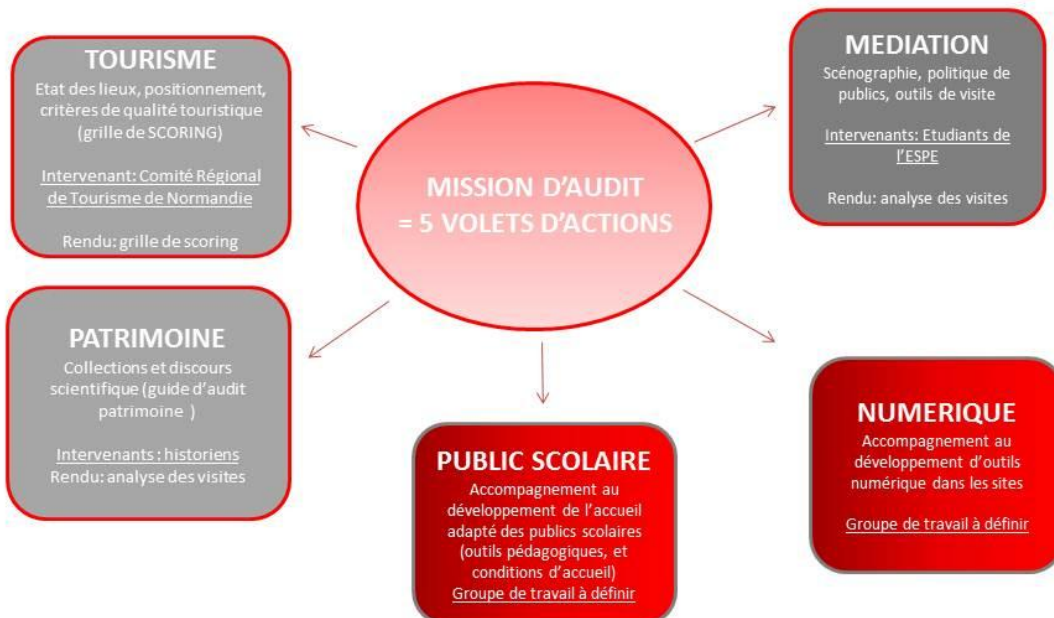 TOURISME
Etat des lieux, positionnement,
critères de qualité touristique
(grille de SCORING)
Intervenant: Comité Régional
de Tourisme de Normandie
Rendu: grille de scoring
MEDIATION
Scénographie, politique de
publics, outils de visite
Intervenants: Etudiants de
l'ESPE
Rendu: analyse des visites
MISSION D'AUDIT
= 5 VOLETS D'ACTIONS
PATRIMOINE
Collections et discours
scientifique (guide d'audit
patrimoine )
Intervenants : historiens
Rendu: analyse des visites
PUBLIC SCOLAIRE
Accompagnement au
développement de l'accueil
adapté des publics scolaires
(outils pédagogiques, et
conditions d'accueil)
Groupe de travail à définir
NUMERIQUE
Accompagnement au
développement d'outils
numérique dans les sites
Groupe de travail à définir